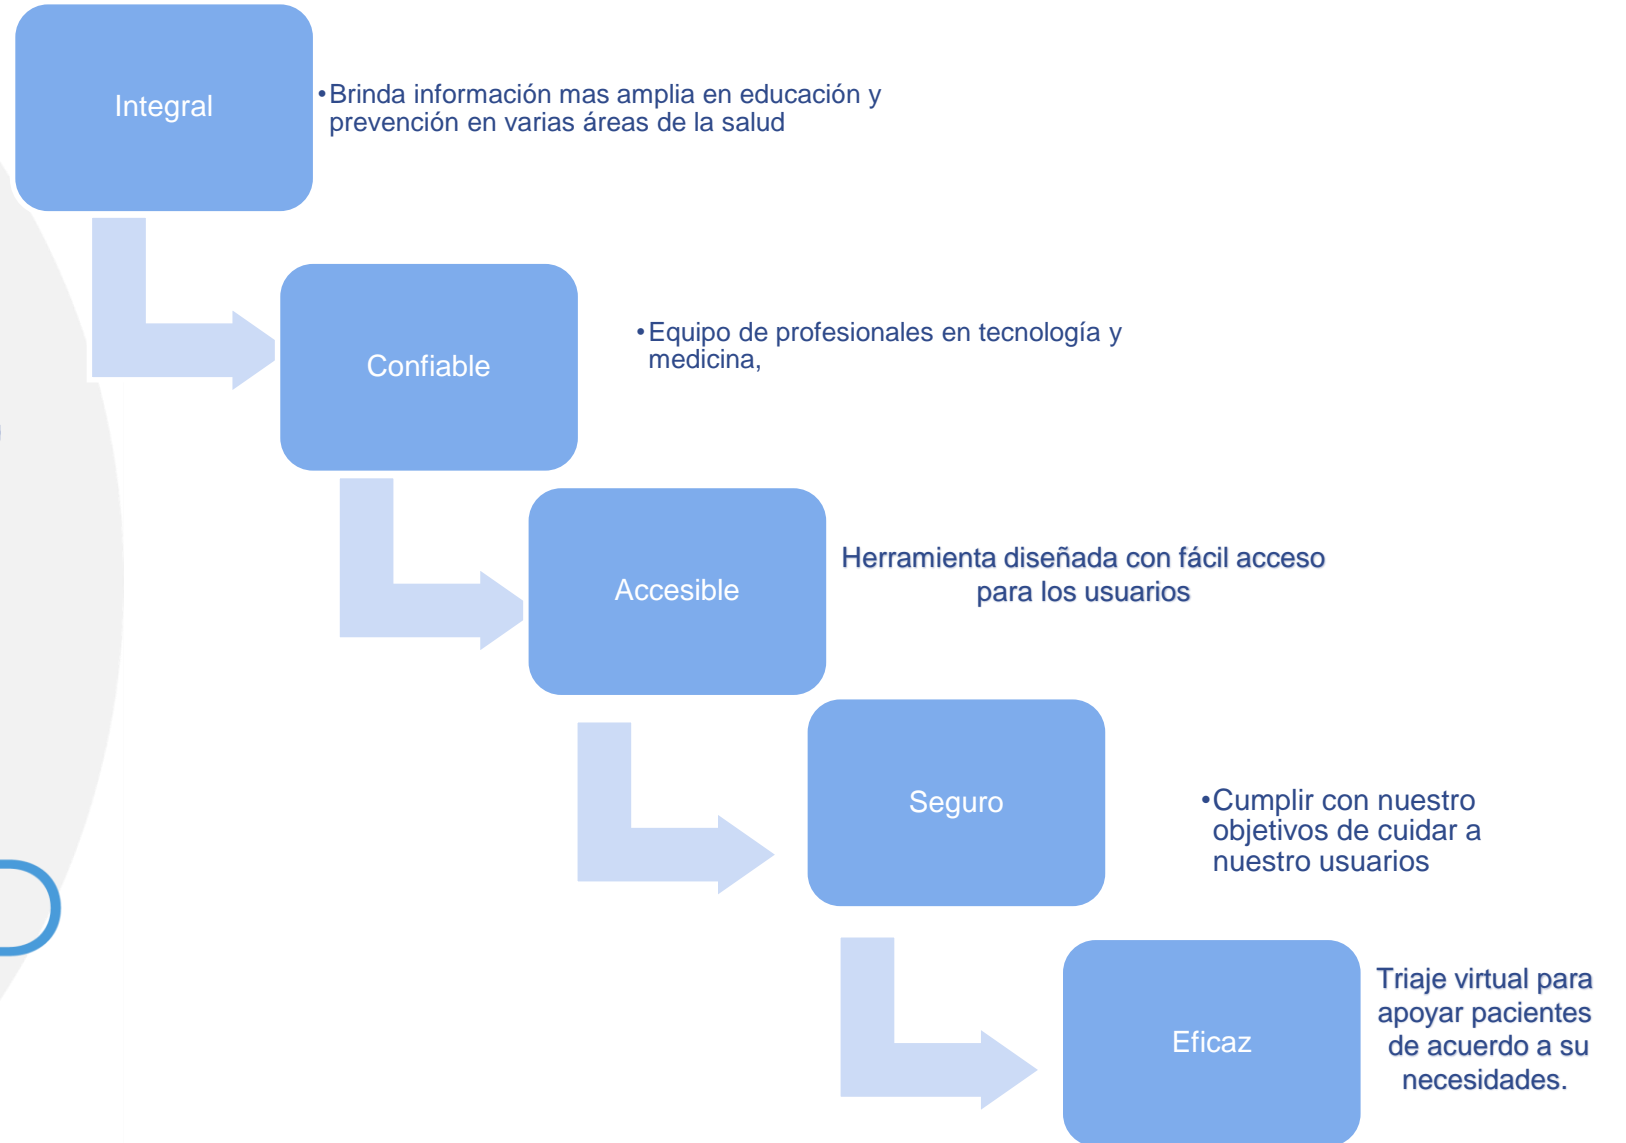 Integral
•Brinda información mas amplia en educación y
prevención en varias áreas de la salud
Confiable
•Equipo de profesionales en tecnología y
medicina,
Accesible
Herramienta diseñada con fácil acceso
para los usuarios
Seguro
•Cumplir con nuestro
objetivos de cuidar a
nuestro usuarios
Eficaz
Triaje virtual para
apoyar pacientes
de acuerdo a su
necesidades.